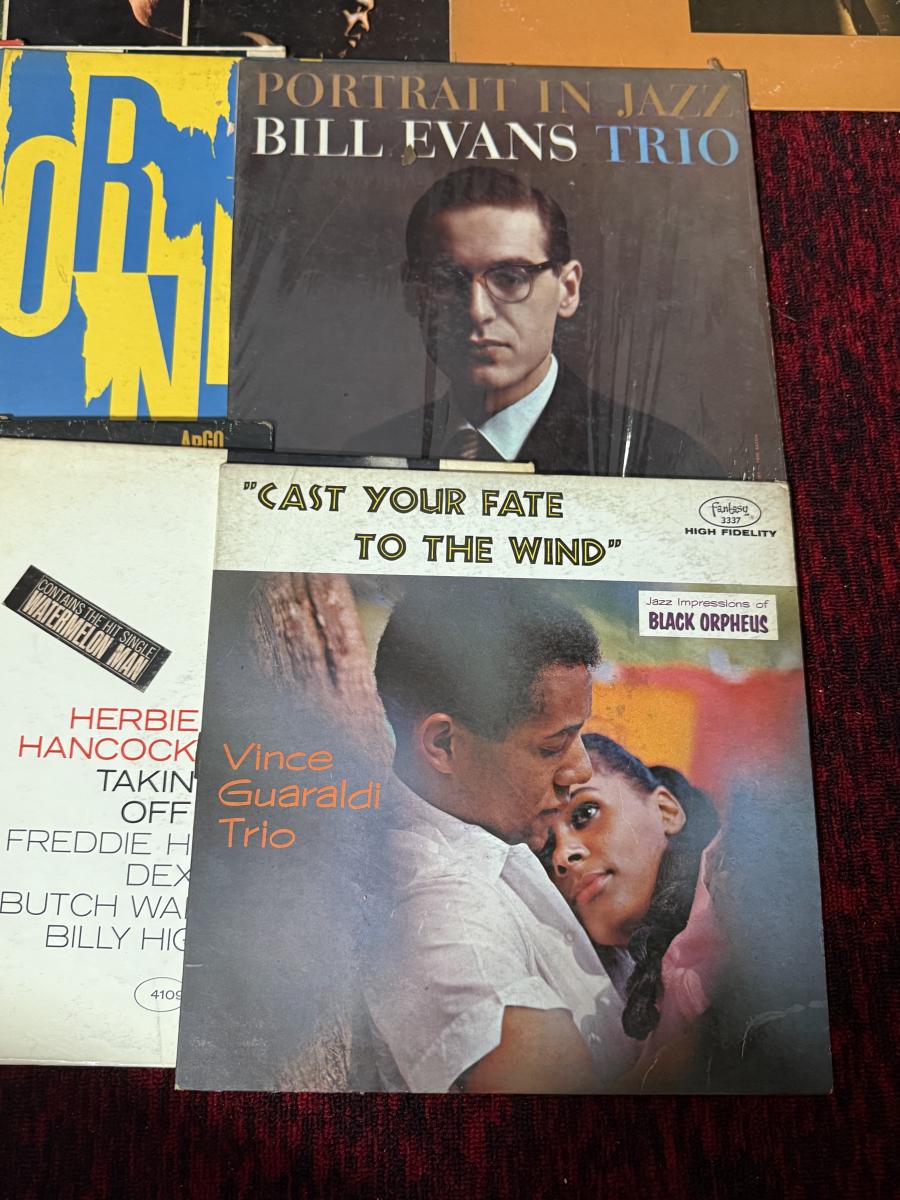 ORN
PORTRAIT IN JAZZ
BILL EVANS TRIO
ARGO
"CAST YOUR FATE
TO THE WIND"
Fantasy
3337
HIGH FIDELITY
Jazz Impressions of
BLACK ORPHEUS
Vince
Guaraldi
Trio
CONTAINS THE HIT SINGLE
WATERMELON MAN
HERBIE
HANCOCK
TAKIN'
OFF
FREDDIE H
DEX
BUTCH WA
BILLY HIG
4109